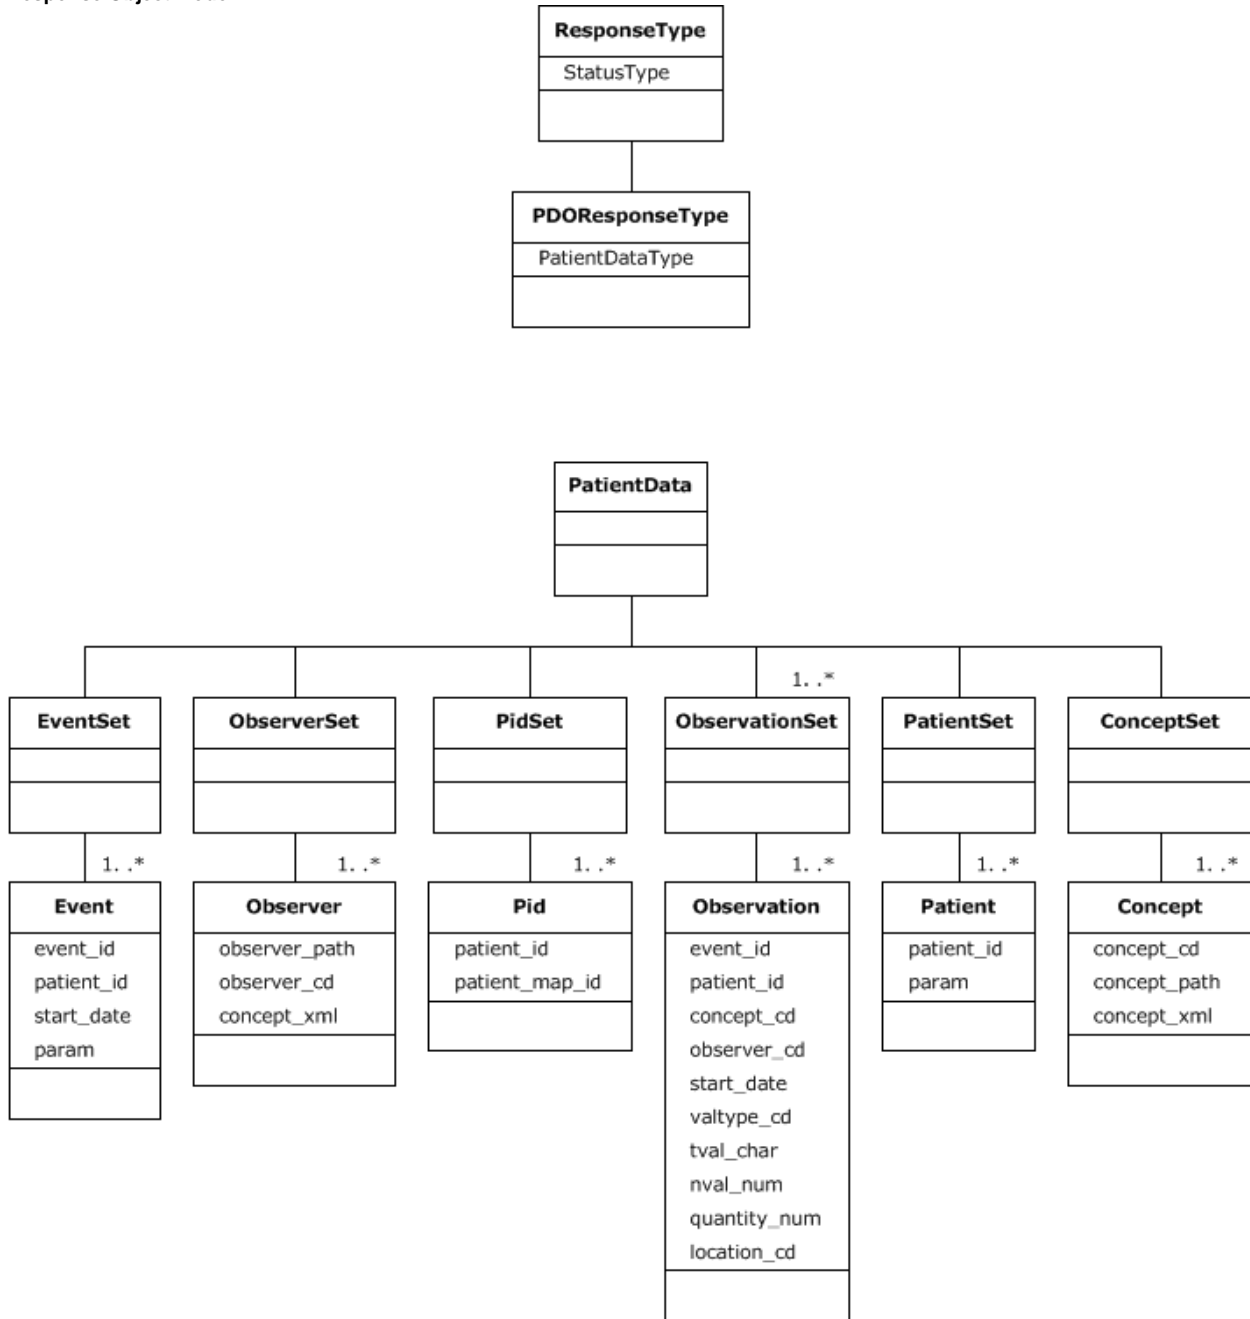 ResponseType
StatusType
PDOResponseType
PatientDataType
PatientData
1. .*
EventSet
ObserverSet
PidSet
ObservationSet
PatientSet
ConceptSet
1. .*
1. .*
1. .*
1. .*
1. .*
1. .*
Event
event_id
patient_id
start_date
param
Observer
observer_path
observer_cd
concept_xml
Pid
patient_id
patient_map_id
Observation
event_id
patient_id
concept_cd
observer_cd
start_date
valtype_cd
tval_char
nval_num
quantity_num
location_cd
Patient
patient_id
param
Concept
concept_cd
concept_path
concept_xml